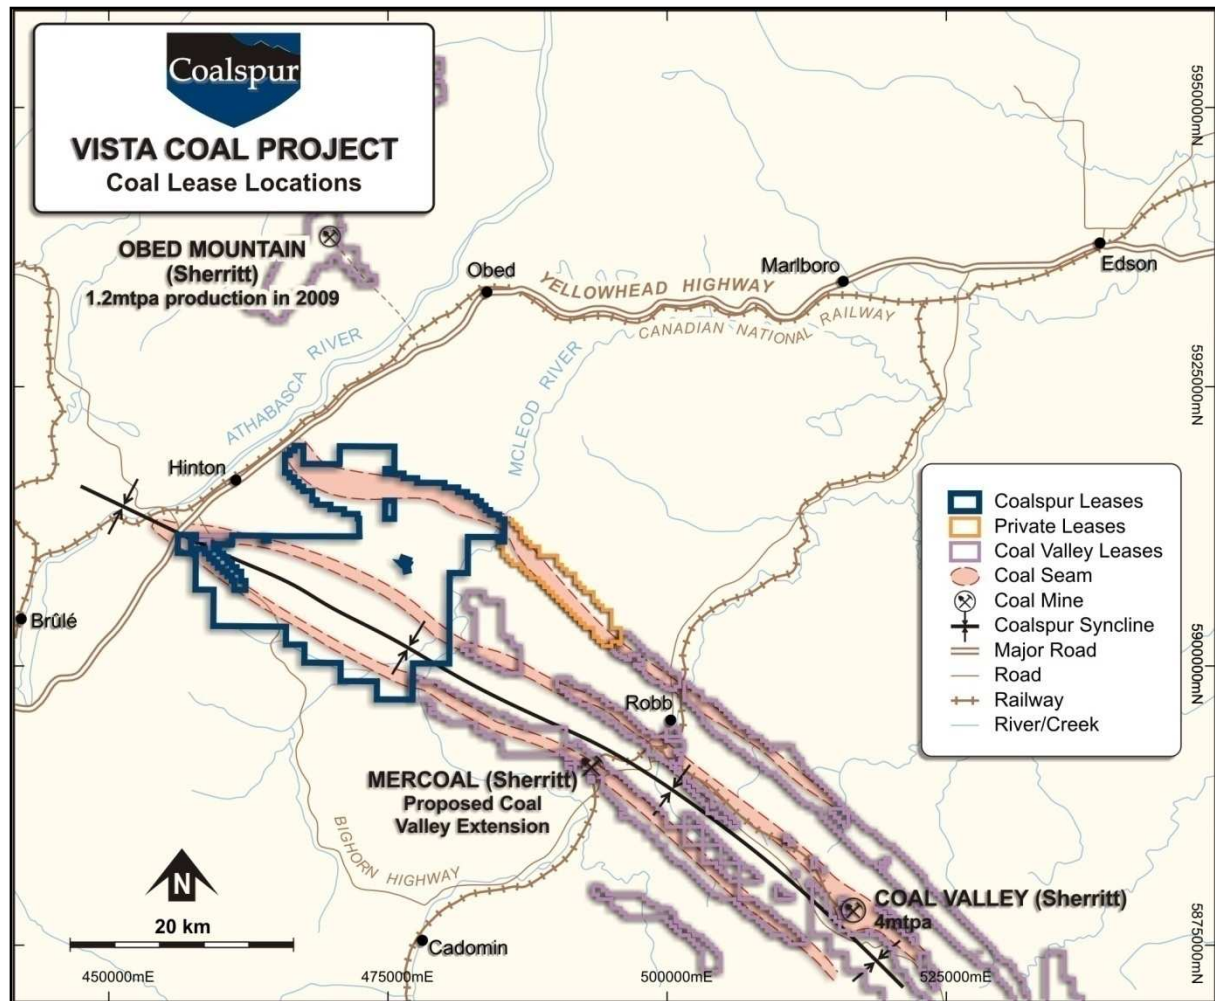 Coalspur
VISTA COAL PROJECT
Coal Lease Locations
5950000mN
OBED MOUNTAIN
(Sherritt)
1.2mtpa production in 2009
Obed
YELLOWHEAD HIGHWAY
Marlboro
Edson
CANADIAN NATIONAL RAILWAY
ATHABASCA RIVER
MCLEOD RIVER
5925000mN
Hinton
Coalspur Leases
Private Leases
Coal Valley Leases
Coal Seam
Coal Mine
Coalspur Syncline
Major Road
Road
Railway
River/Creek
Brûlé
5900000mN
Robb
MERCOAL (Sherritt)
Proposed Coal
Valley Extension
BIGHORN HIGHWAY
N
20 km
COAL VALLEY (Sherritt)
4mtpa
Cadomin
5875000mN
450000mE
475000mE
500000mE
525000mE